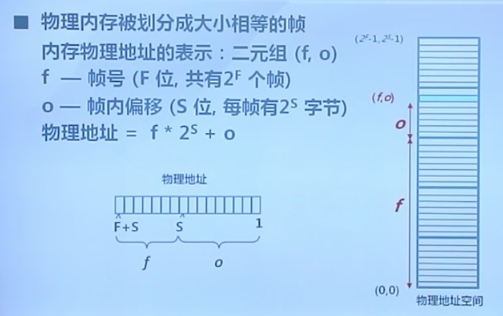 物理内存被划分成大小相等的帧
内存物理地址的表示：二元组 (f, o)
f — 帧号 (F 位, 共有2^F 个帧)
o — 帧内偏移 (S 位, 每帧有2^S 字节)
物理地址 = f * 2^S + o
物理地址
F+S S 1
f o
(2^F-1, 2^S-1)
(f,o)
o
f
(0,0)
物理地址空间